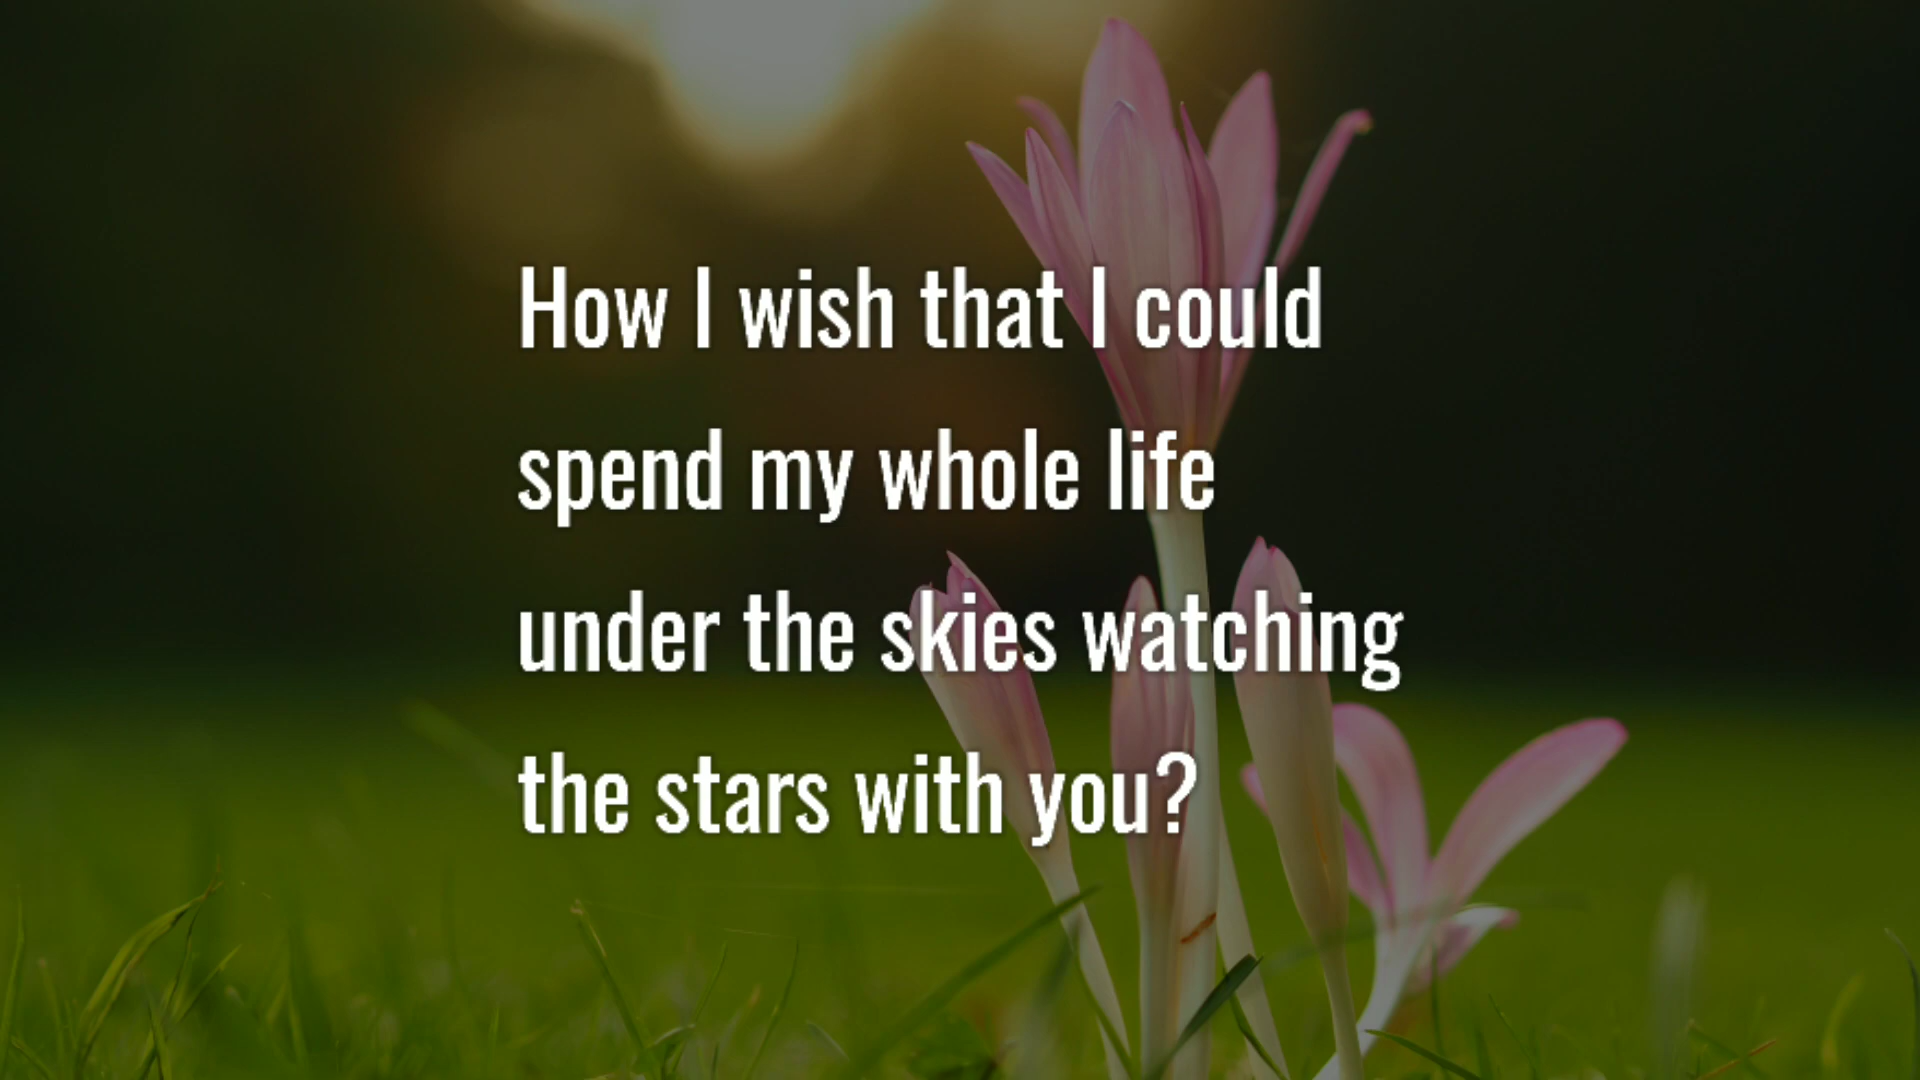 How I wish that I could
spend my whole life
under the skies watching
the stars with you?